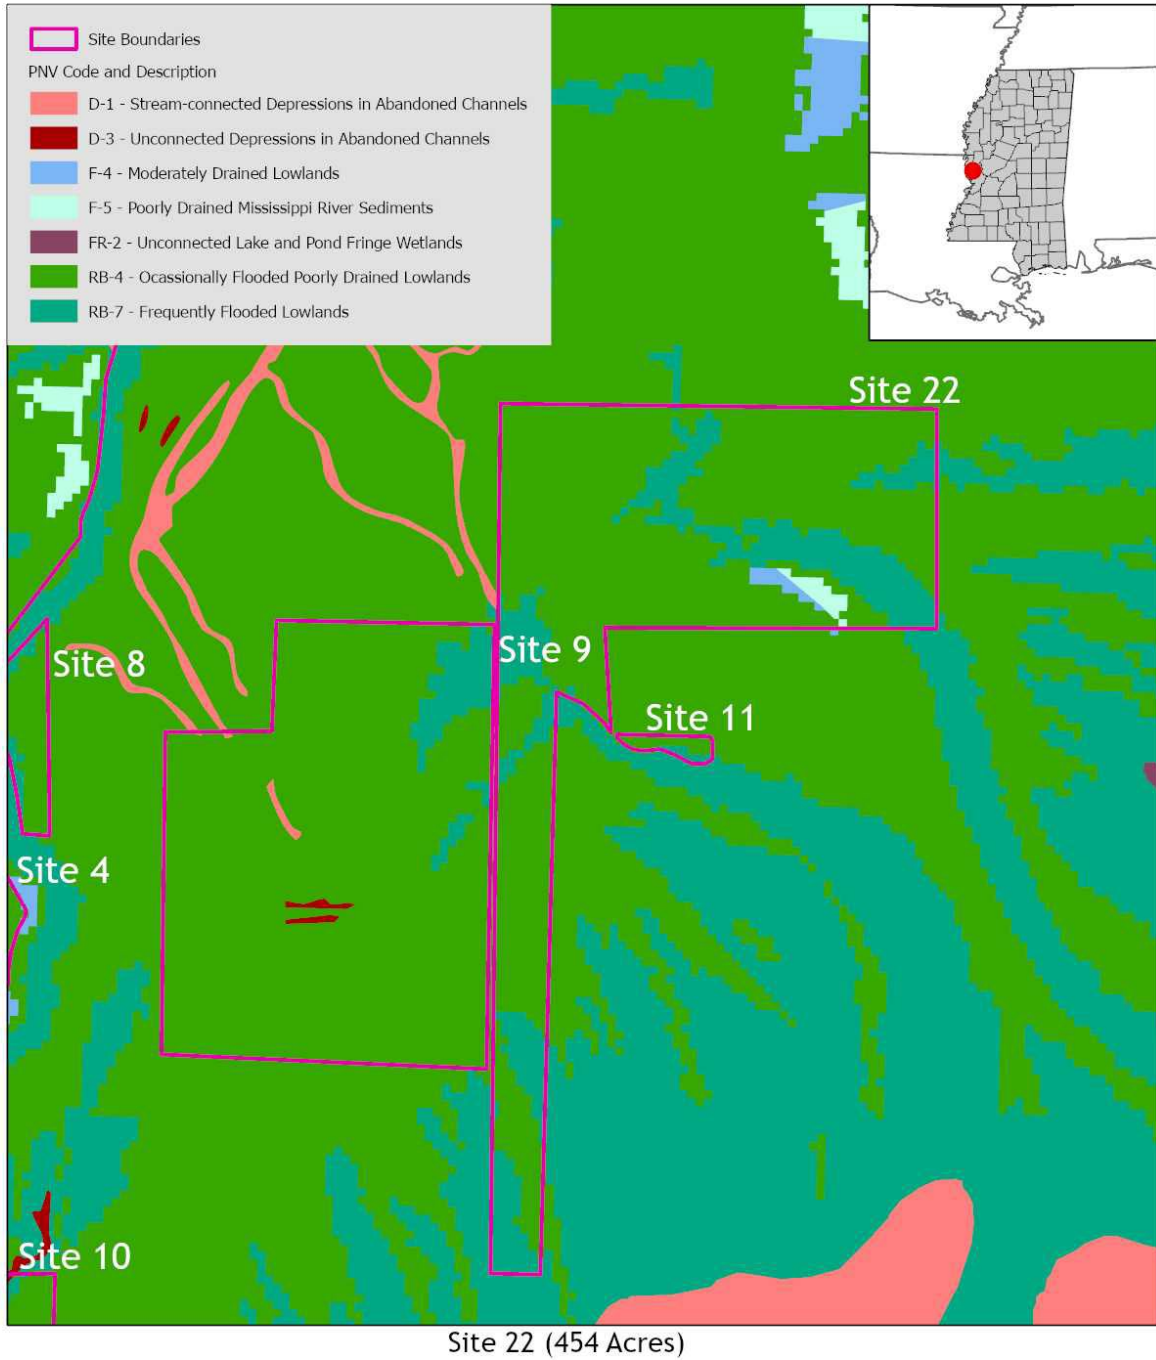 Site Boundaries
PNV Code and Description
D-1 - Stream-connected Depressions in Abandoned Channels
D-3 - Unconnected Depressions in Abandoned Channels
F-4 - Moderately Drained Lowlands
F-5 - Poorly Drained Mississippi River Sediments
FR-2 - Unconnected Lake and Pond Fringe Wetlands
RB-4 - Ocassionally Flooded Poorly Drained Lowlands
RB-7 - Frequently Flooded Lowlands
Site 22
Site 9
Site 8
Site 11
Site 4
Site 10
Site 22 (454 Acres)